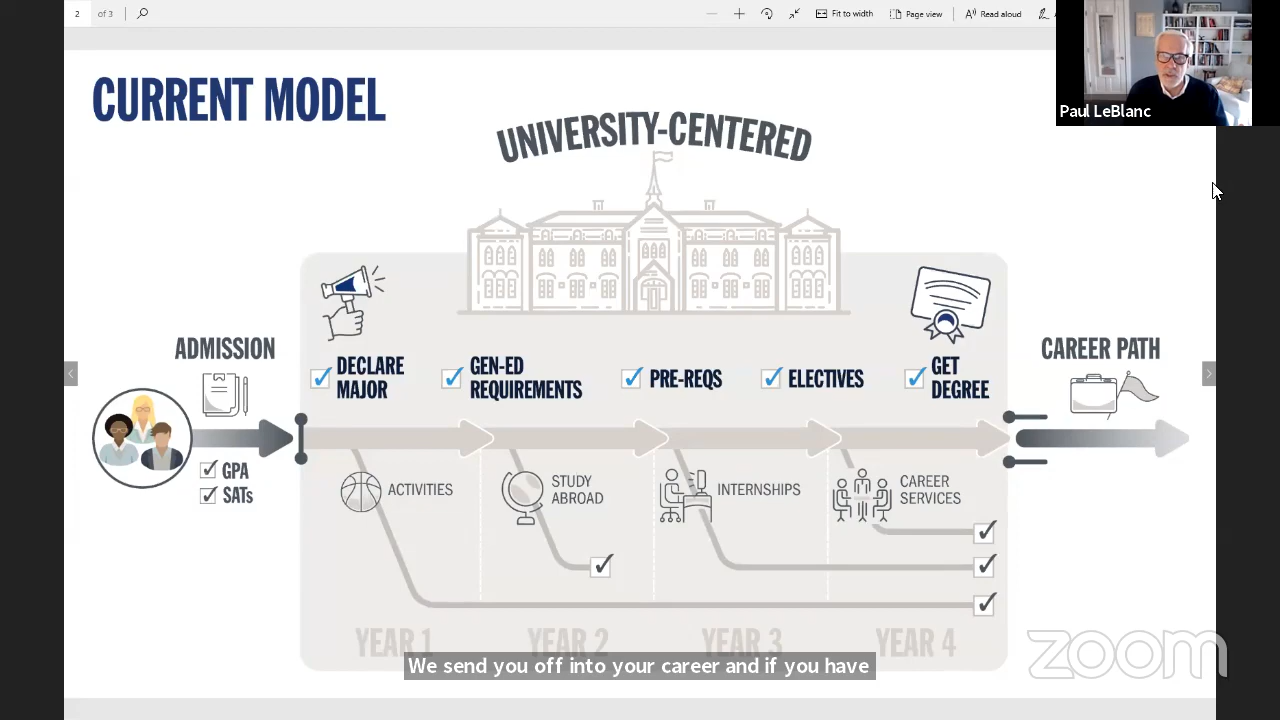 2 of 3
Fit to width
Page view
Read aloud
Paul LeBlanc
CURRENT MODEL
UNIVERSITY-CENTERED
ADMISSION
GPA
SATs
DECLARE
MAJOR
GEN-ED
REQUIREMENTS
PRE-REQS
ELECTIVES
GET
DEGREE
CAREER PATH
ACTIVITIES
STUDY
ABROAD
INTERNSHIPS
CAREER
SERVICES
YEAR 1
YEAR 2
YEAR 3
YEAR 4
We send you off into your career and if you have
zoom